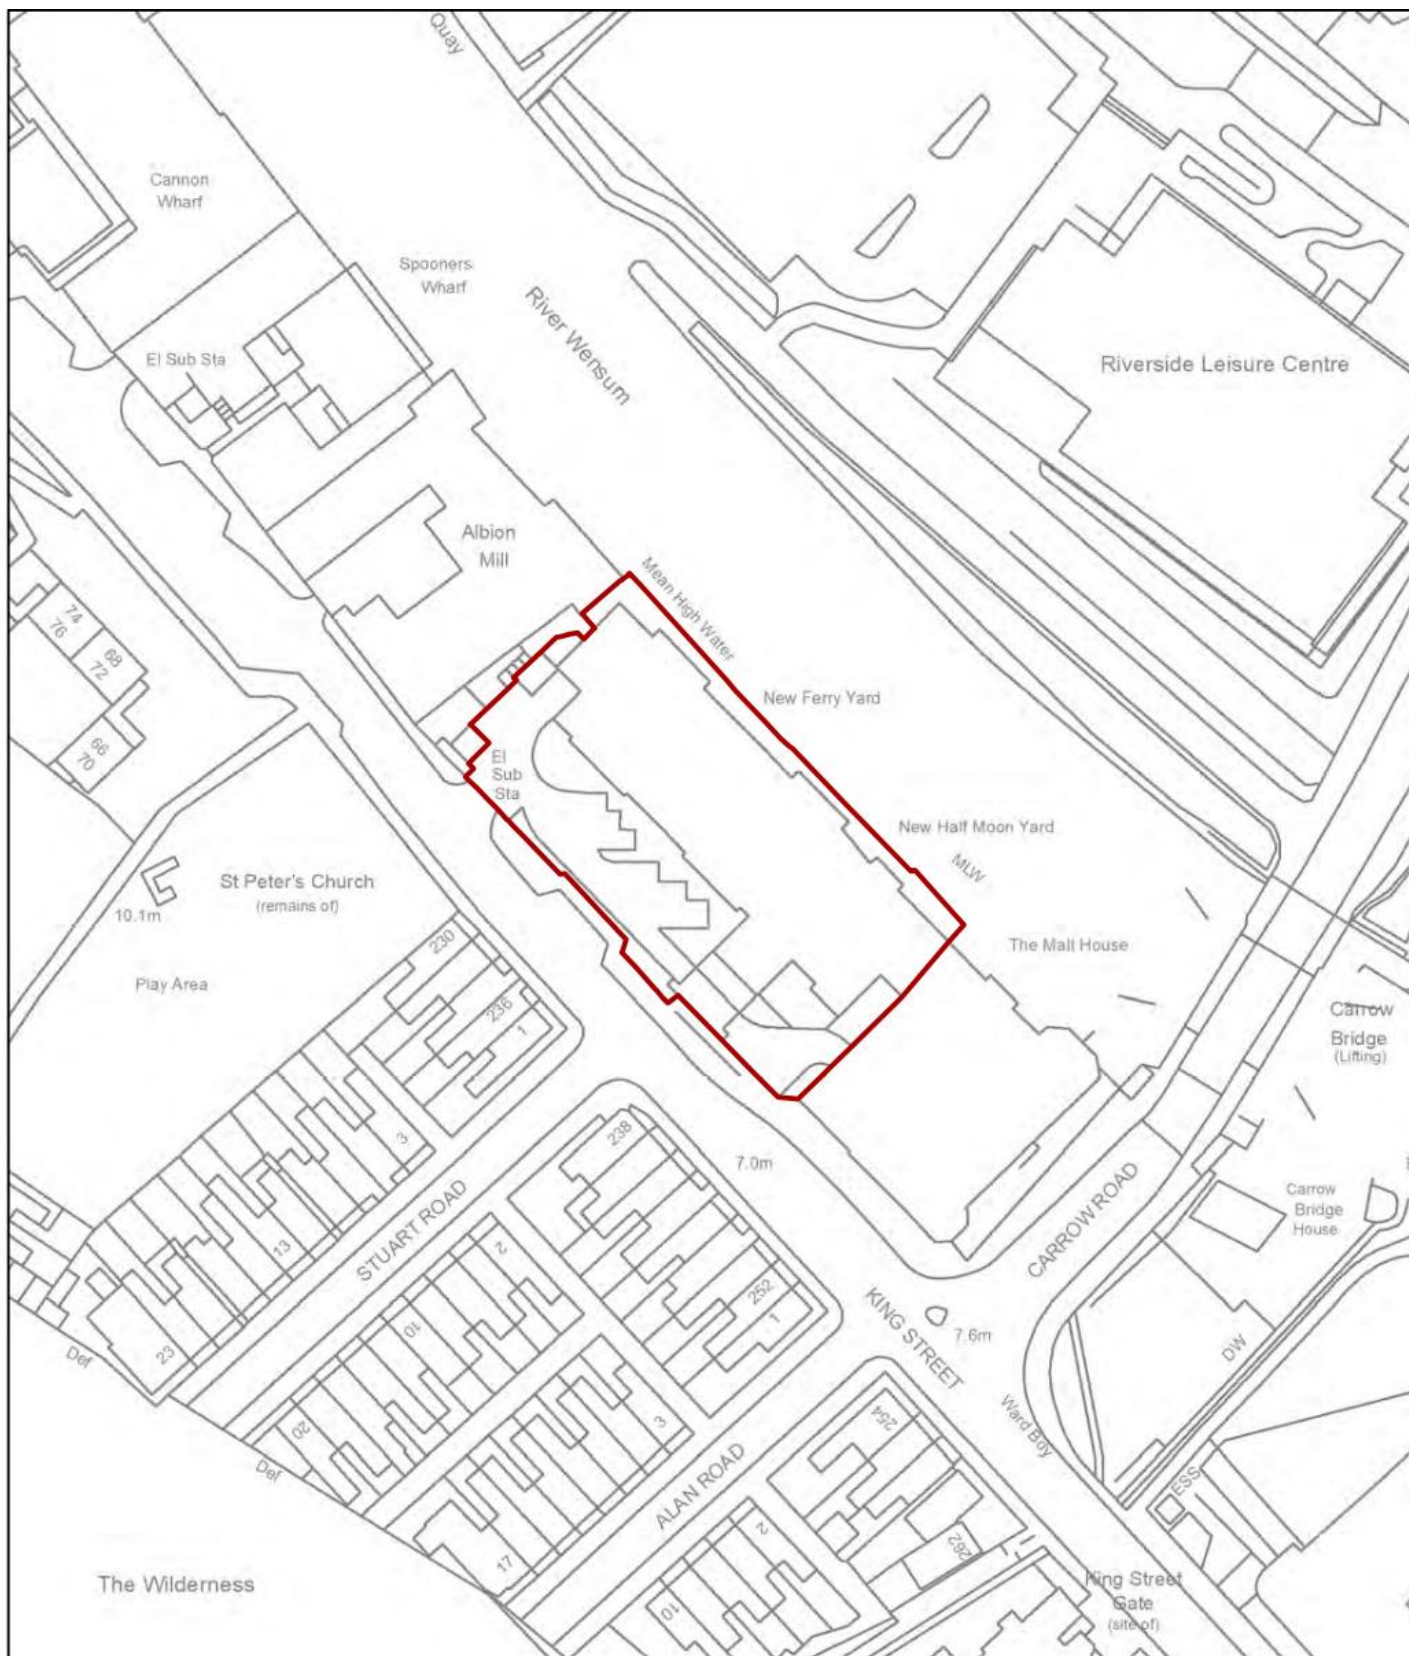 Quay
Cannon
Wharf
Spooners
Wharf
River Wensum
El Sub Sta
Riverside Leisure Centre
Albion
Mill
Mean High Water
74
76
68
72
66
70
New Ferry Yard
El
Sub
Sta
New Half Moon Yard
MLW
St Peter's Church
(remains of)
10.1m
The Malt House
Play Area
230
236
1
Carrow
Bridge
(Lifting)
3
238
7.0m
STUART ROAD
13
2
252
1
Carrow
Bridge
House
CARROW ROAD
KING STREET
7.6m
DW
Def
23
10
20
Def
3
254
Ward Bdy
ESS
ALAN ROAD
17
2
262
10
The Wilderness
King Street
Gate
(site of)